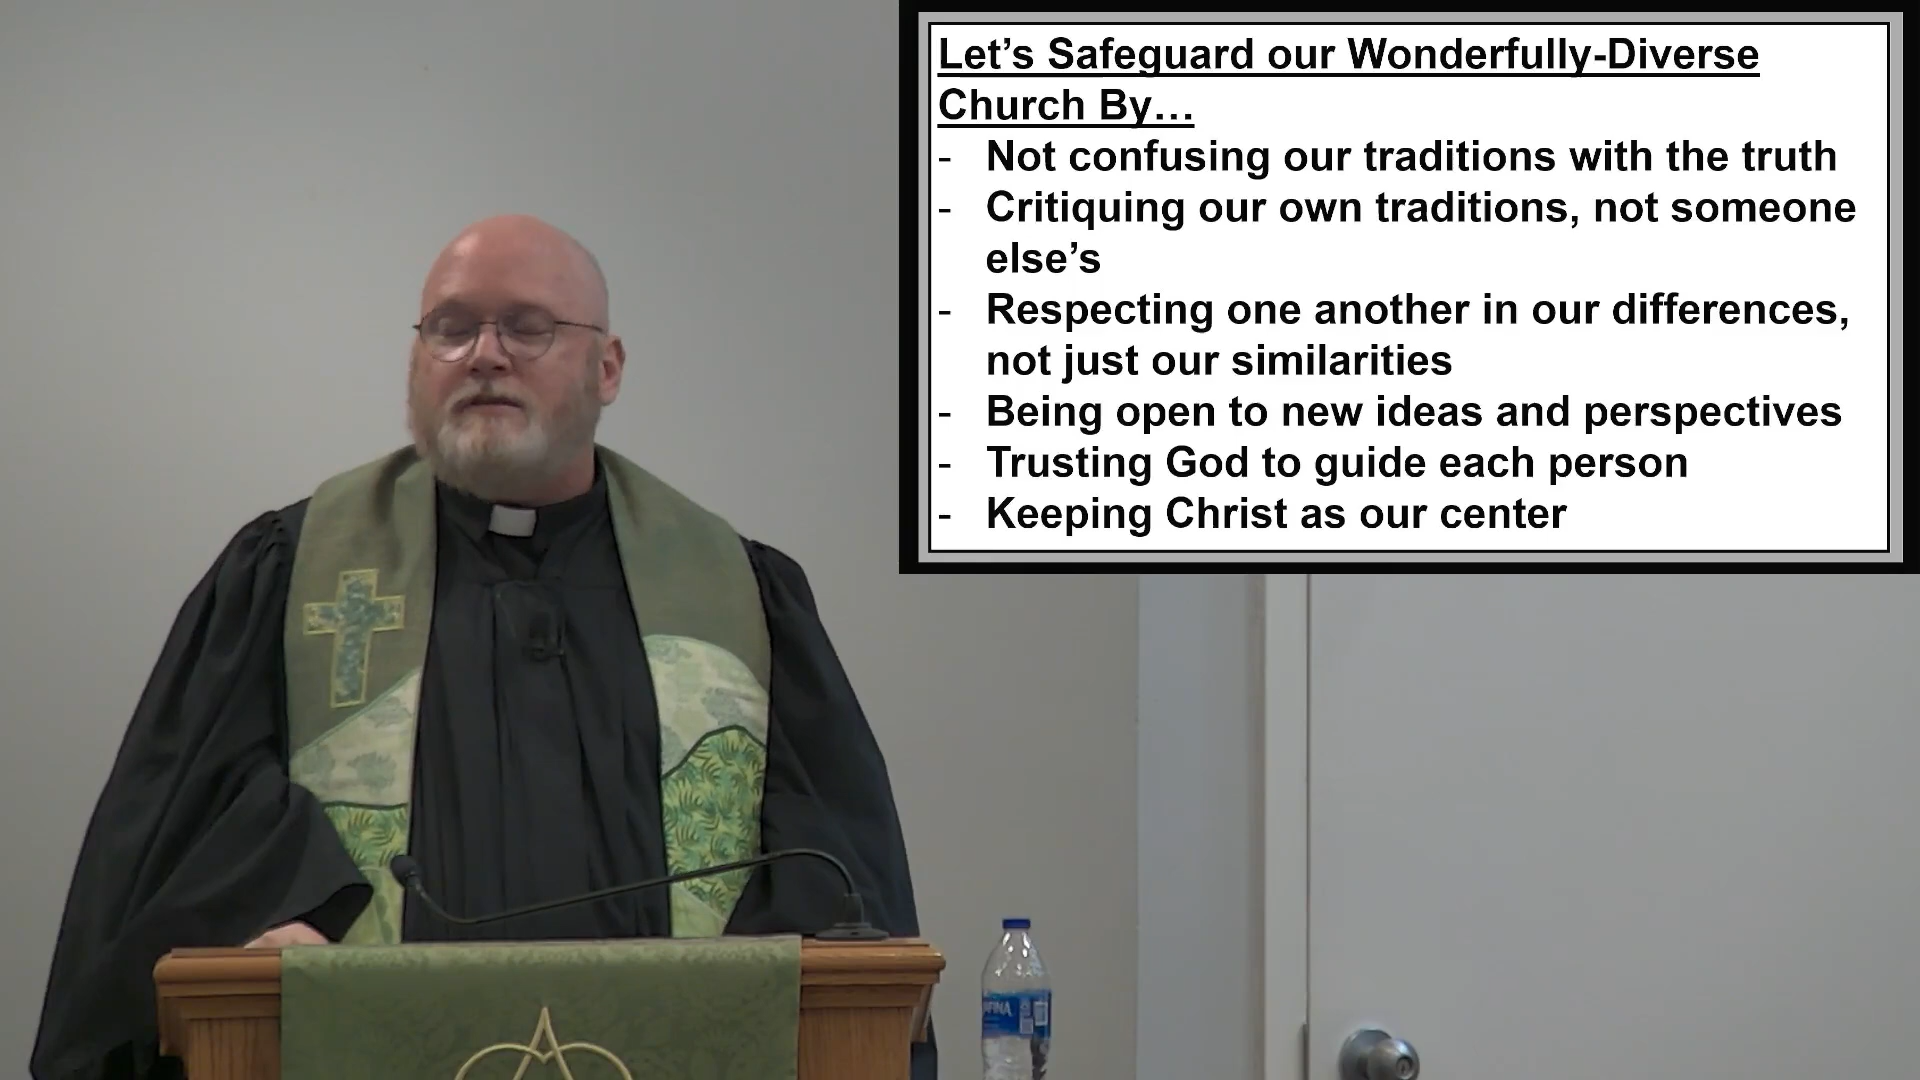 Let's Safeguard our Wonderfully-Diverse
Church By...
- Not confusing our traditions with the truth
- Critiquing our own traditions, not someone
else's
- Respecting one another in our differences,
not just our similarities
- Being open to new ideas and perspectives
- Trusting God to guide each person
- Keeping Christ as our center